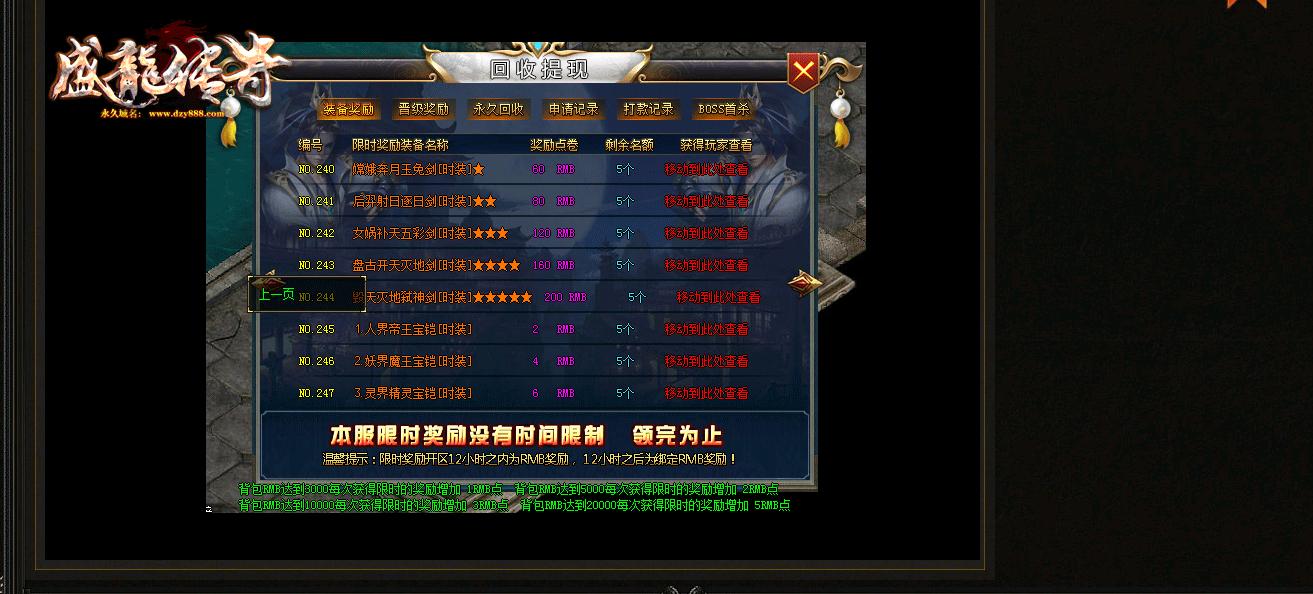 盛龍传奇
永久域名: www.dzy888.com
回收提现
装备奖励 晋级奖励 永久回收 申请记录 打款记录 BOSS首杀
编号 限时奖励装备名称 奖励点卷 剩余名额 获得玩家查看
NO.240 嫦娥奔月玉兔剑[时装]★ 60 RMB 5个 移动到此处查看
NO.241 后羿射日逐日剑[时装]★★ 80 RMB 5个 移动到此处查看
NO.242 女娲补天五彩剑[时装]★★★ 120 RMB 5个 移动到此处查看
NO.243 盘古开天灭地剑[时装]★★★★ 160 RMB 5个 移动到此处查看
上一页
NO.244 毁天灭地弑神剑[时装]★★★★★ 200 RMB 5个 移动到此处查看
NO.245 1.人界帝王宝铠[时装] 2 RMB 5个 移动到此处查看
NO.246 2.妖界魔王宝铠[时装] 4 RMB 5个 移动到此处查看
NO.247 3.灵界精灵宝铠[时装] 6 RMB 5个 移动到此处查看
本服限时奖励没有时间限制 领完为止
温馨提示：限时奖励开区12小时之内为RMB奖励，12小时之后为绑定RMB奖励！
背包RMB达到3000每次获得限时的奖励增加 1RMB点 背包RMB达到5000每次获得限时的奖励增加 2RMB点
背包RMB达到10000每次获得限时的奖励增加 3RMB点 背包RMB达到20000每次获得限时的奖励增加 5RMB点